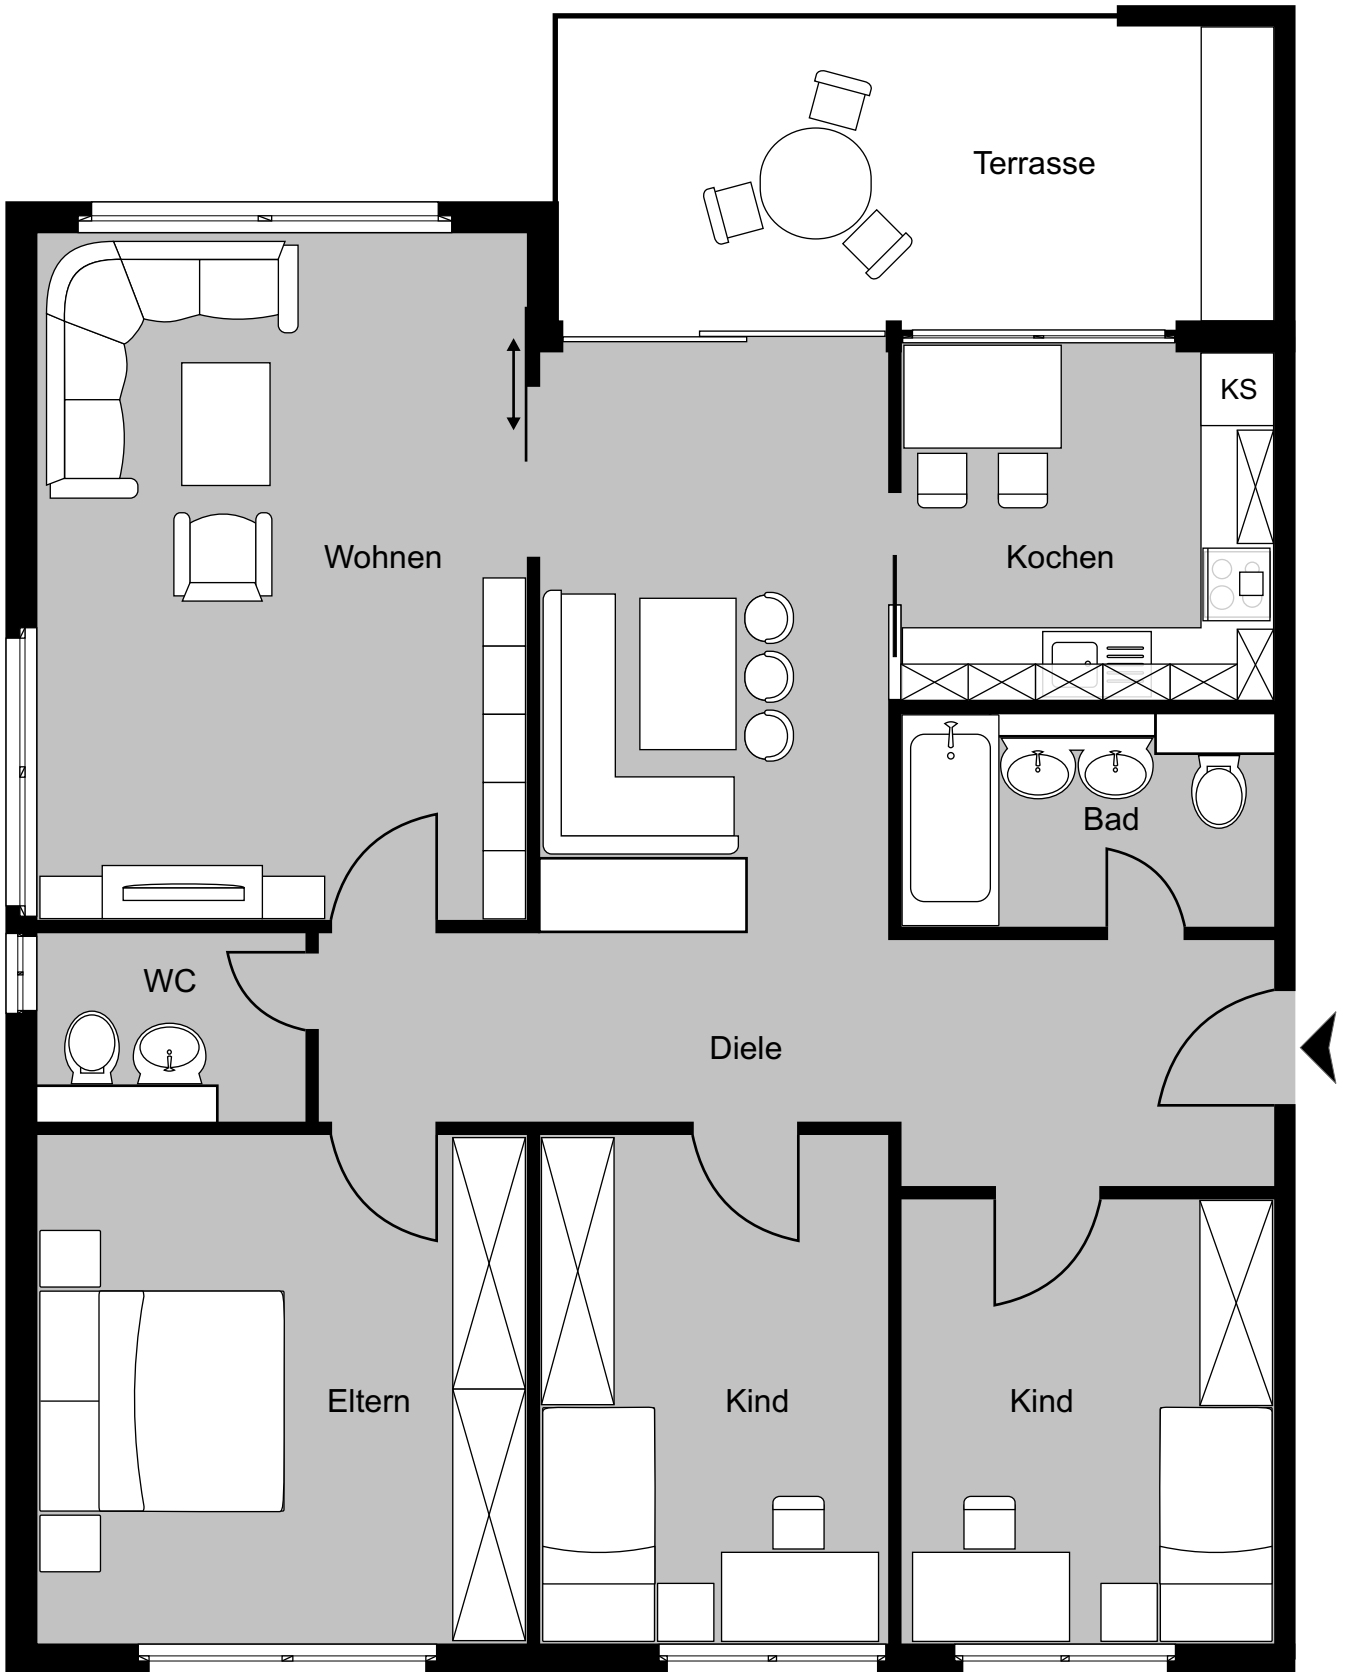 Terrasse
KS
Wohnen
Kochen
Bad
WC
Diele
Eltern
Kind
Kind